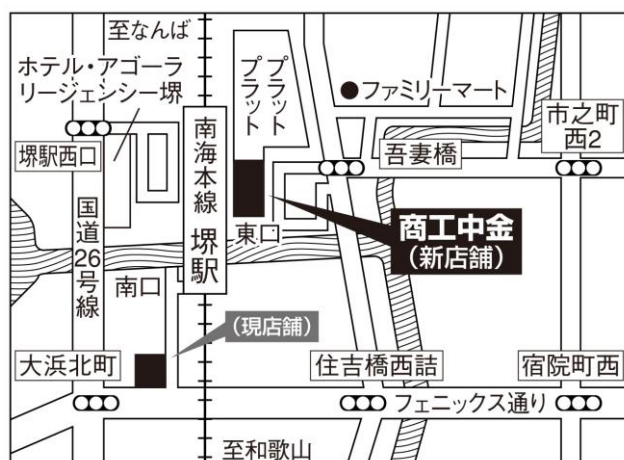 至なんば
ホテル・アゴーラ
リージェンシー堺
プラット
プラット
ファミリーマート
市之町
西2
堺駅西口
南海本線 堺駅
吾妻橋
国道26号線
東口
商工中金
(新店舗)
南口
(現店舗)
大浜北町
住吉橋西詰
宿院町西
フェニックス通り
至和歌山